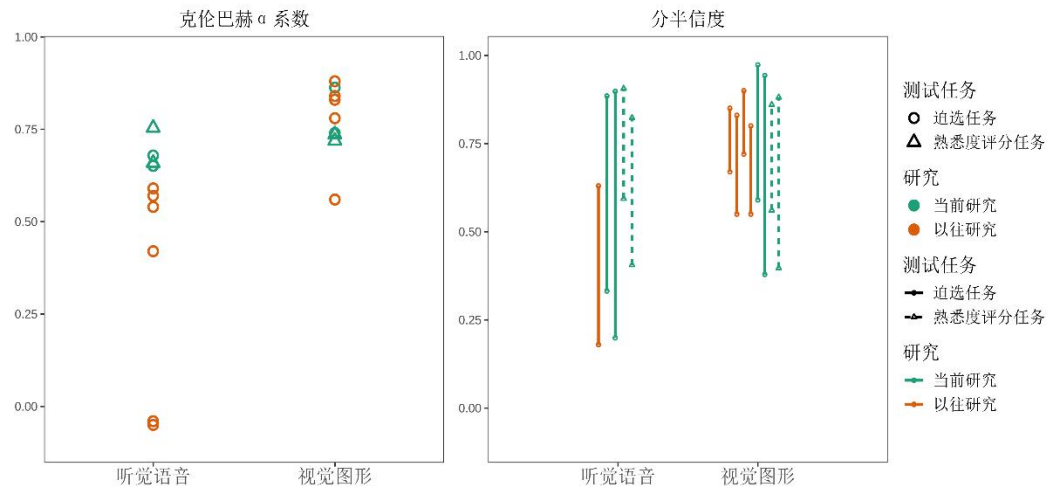 克伦巴赫α系数
1.00
0.75
0.50
0.25
0.00
听觉语音
视觉图形
分半信度
1.00
0.75
0.50
0.25
0.00
听觉语音
视觉图形
测试任务
迫选任务
熟悉度评分任务
研究
当前研究
以往研究
测试任务
迫选任务
熟悉度评分任务
研究
当前研究
以往研究